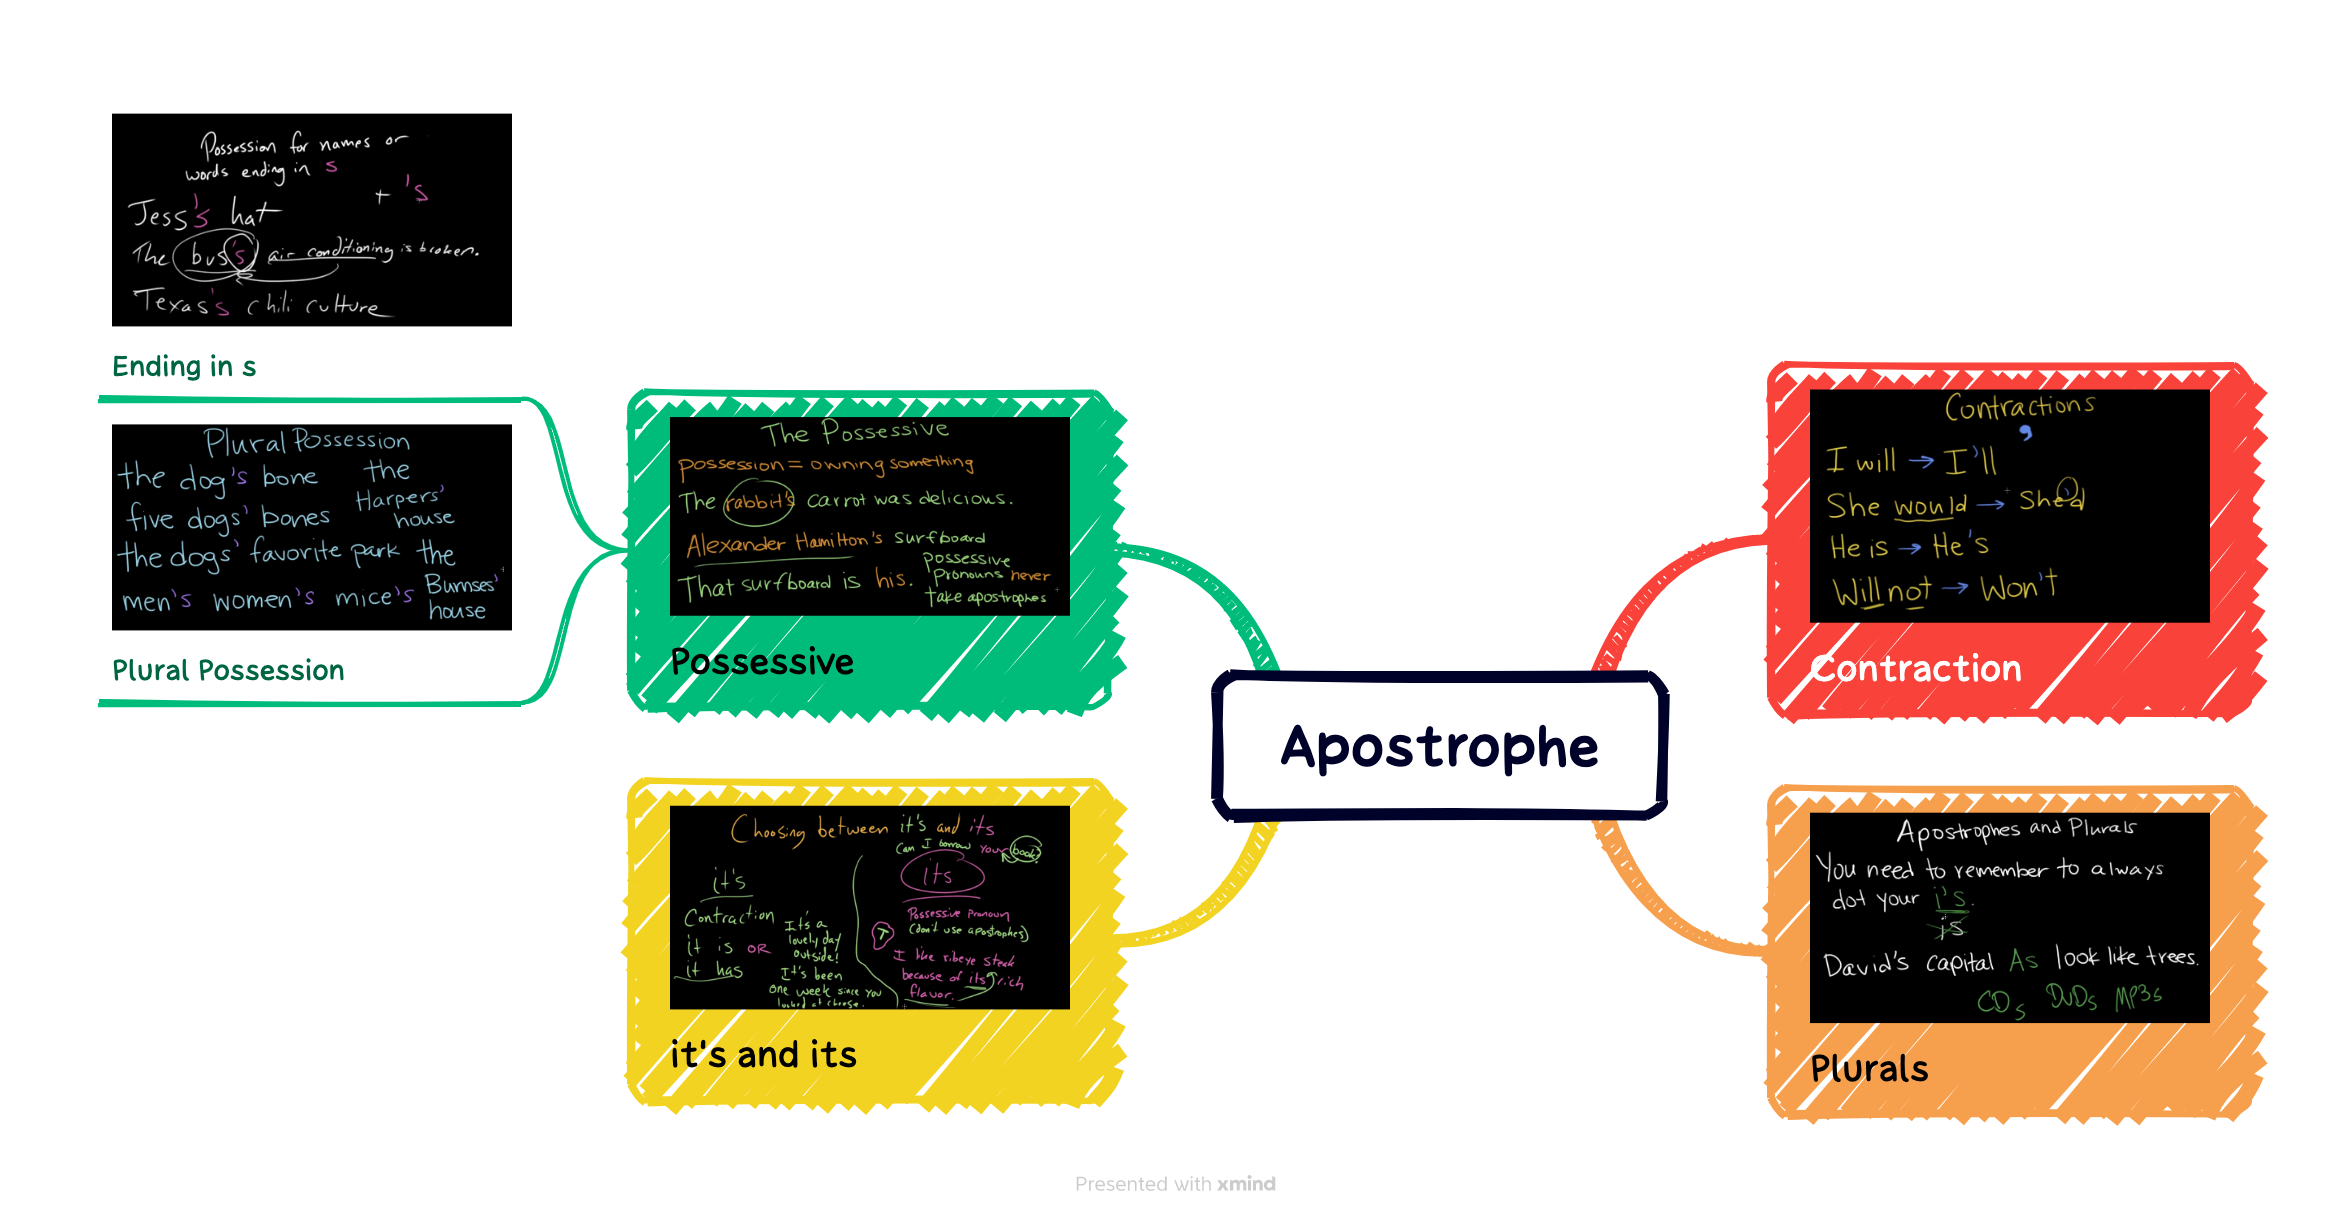 Possession for names or
words ending in s
+ 's
Jess's hat
The bus's air conditioning is broken.
Texas's chili culture
Ending in s
Plural Possession
the dog's bone
five dogs' bones
the dogs' favorite park
men's women's mice's
the
Harpers'
house
the
Bumses'
house
Plural Possession
The Possessive
possession = owning something
The rabbit's carrot was delicious.
Alexander Hamilton's surfboard
That surfboard is his.
possessive
pronouns never
take apostrophes
Possessive
Choosing between it's and its
it's
Contraction
it is OR
it has
It's a
lovely day
outside!
It's been
one week since you
looked at cheese.
Can I borrow your book?
its
Possessive pronoun
(don't use apostrophes)
T
I like ribeye steak
because of its rich
flavor.
it's and its
Apostrophe
Contractions
,
I will → I'll
She would → She'd
He is → He's
Will not → Won't
Contraction
Apostrophes and Plurals
You need to remember to always
dot your i's.
is
David's capital As look like trees.
CDs DVDs MP3s
Plurals
Presented with xmind